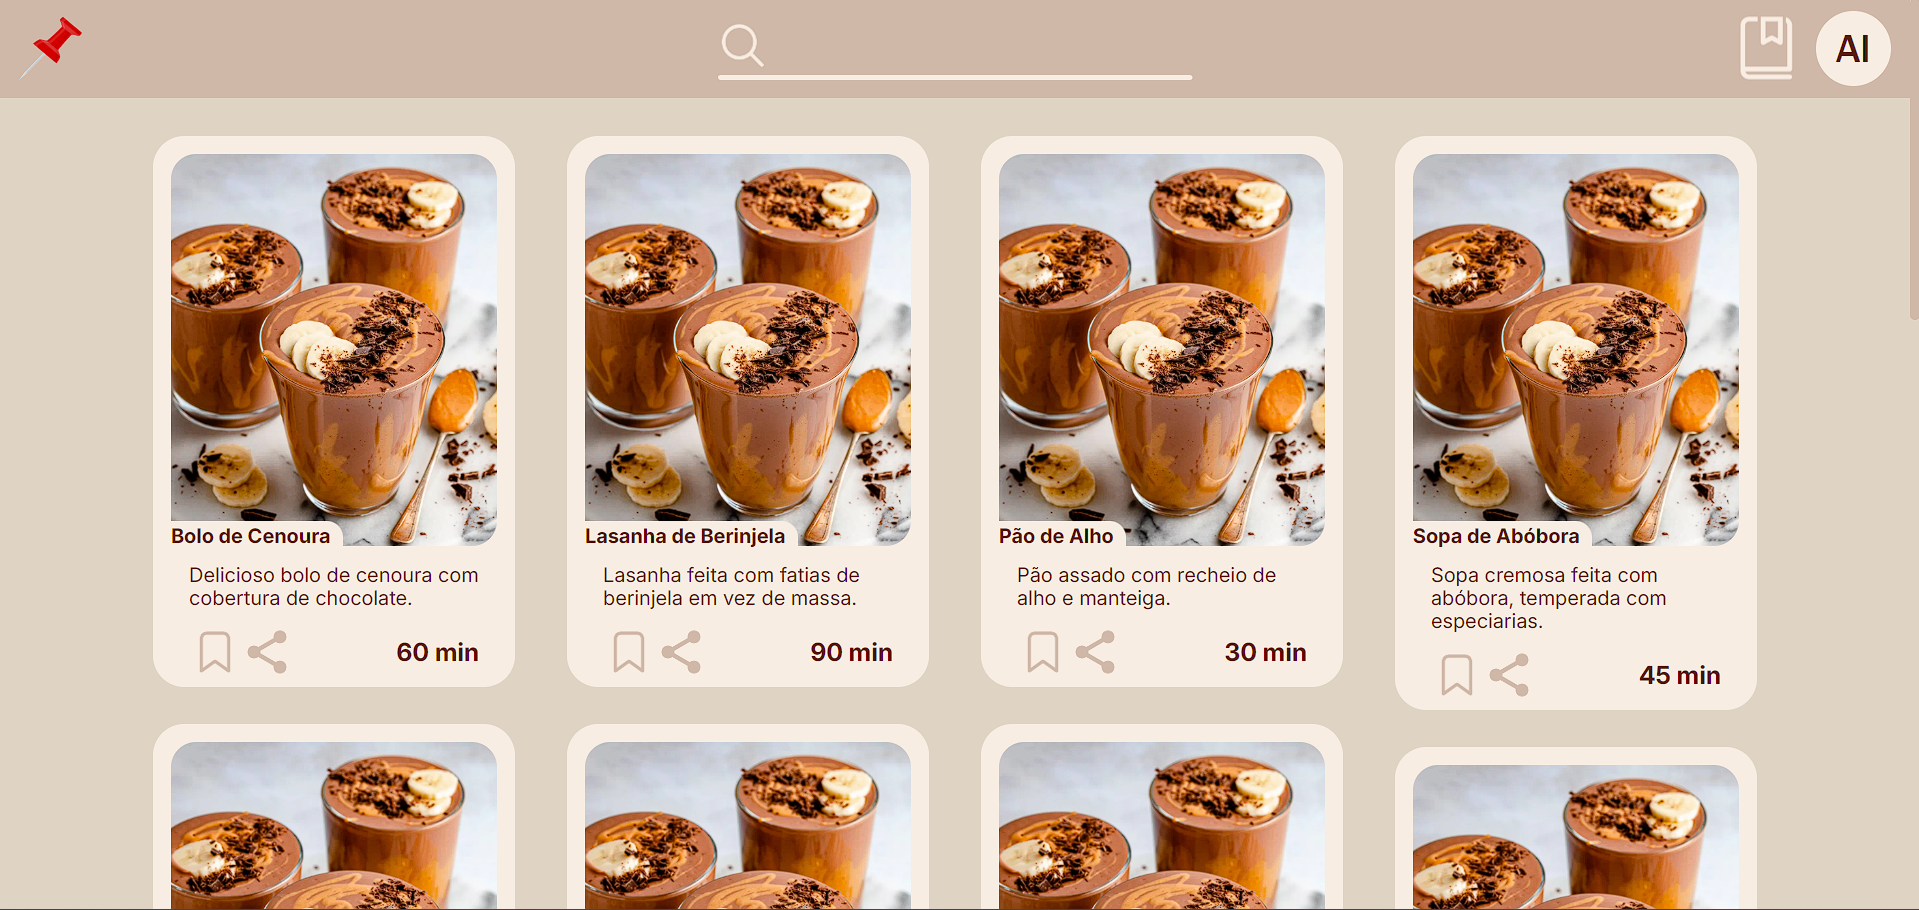 AI
Bolo de Cenoura
Delicioso bolo de cenoura com
cobertura de chocolate.
60 min
Lasanha de Berinjela
Lasanha feita com fatias de
berinjela em vez de massa.
90 min
Pão de Alho
Pão assado com recheio de
alho e manteiga.
30 min
Sopa de Abóbora
Sopa cremosa feita com
abóbora, temperada com
especiarias.
45 min